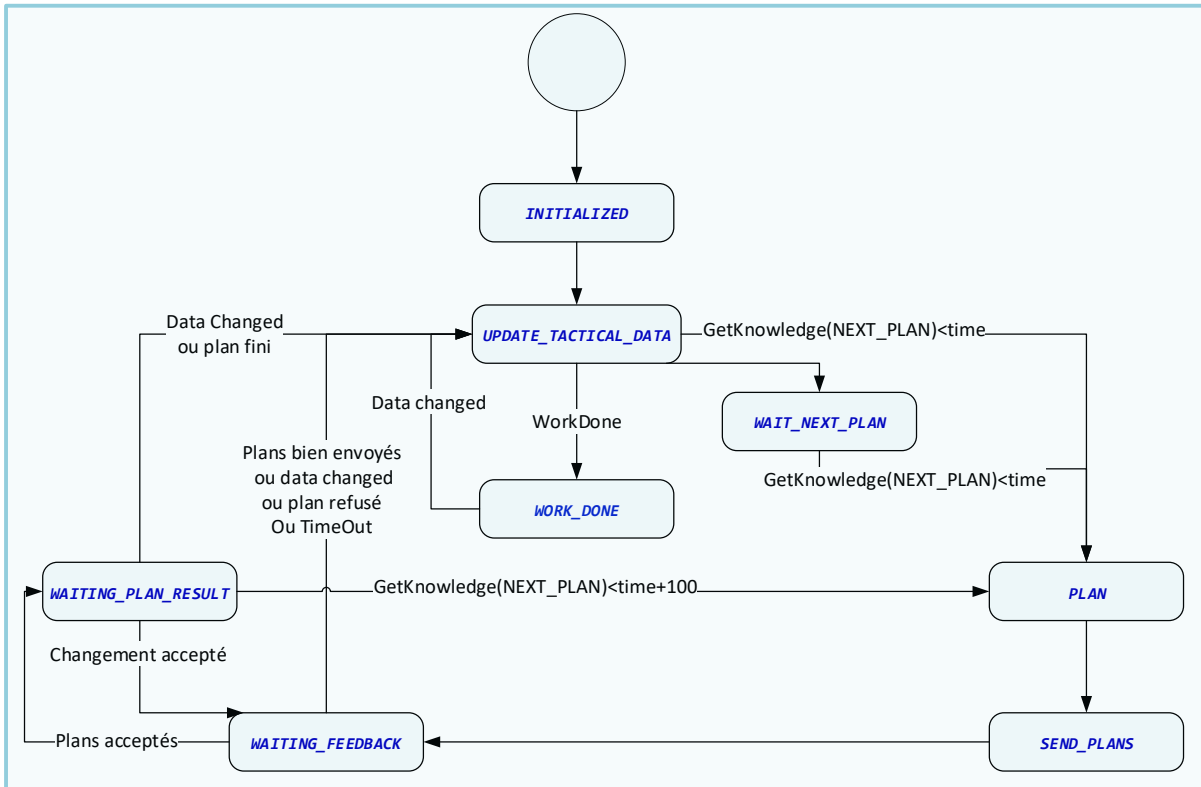 INITIALIZED
Data Changed
ou plan fini
UPDATE_TACTICAL_DATA
GetKnowledge(NEXT_PLAN)<time
Data changed
WorkDone
WAIT_NEXT_PLAN
Plans bien envoyés
ou data changed
ou plan refusé
Ou TimeOut
GetKnowledge(NEXT_PLAN)<time
WORK_DONE
WAITING_PLAN_RESULT
GetKnowledge(NEXT_PLAN)<time+100
PLAN
Changement accepté
Plans acceptés
WAITING_FEEDBACK
SEND_PLANS